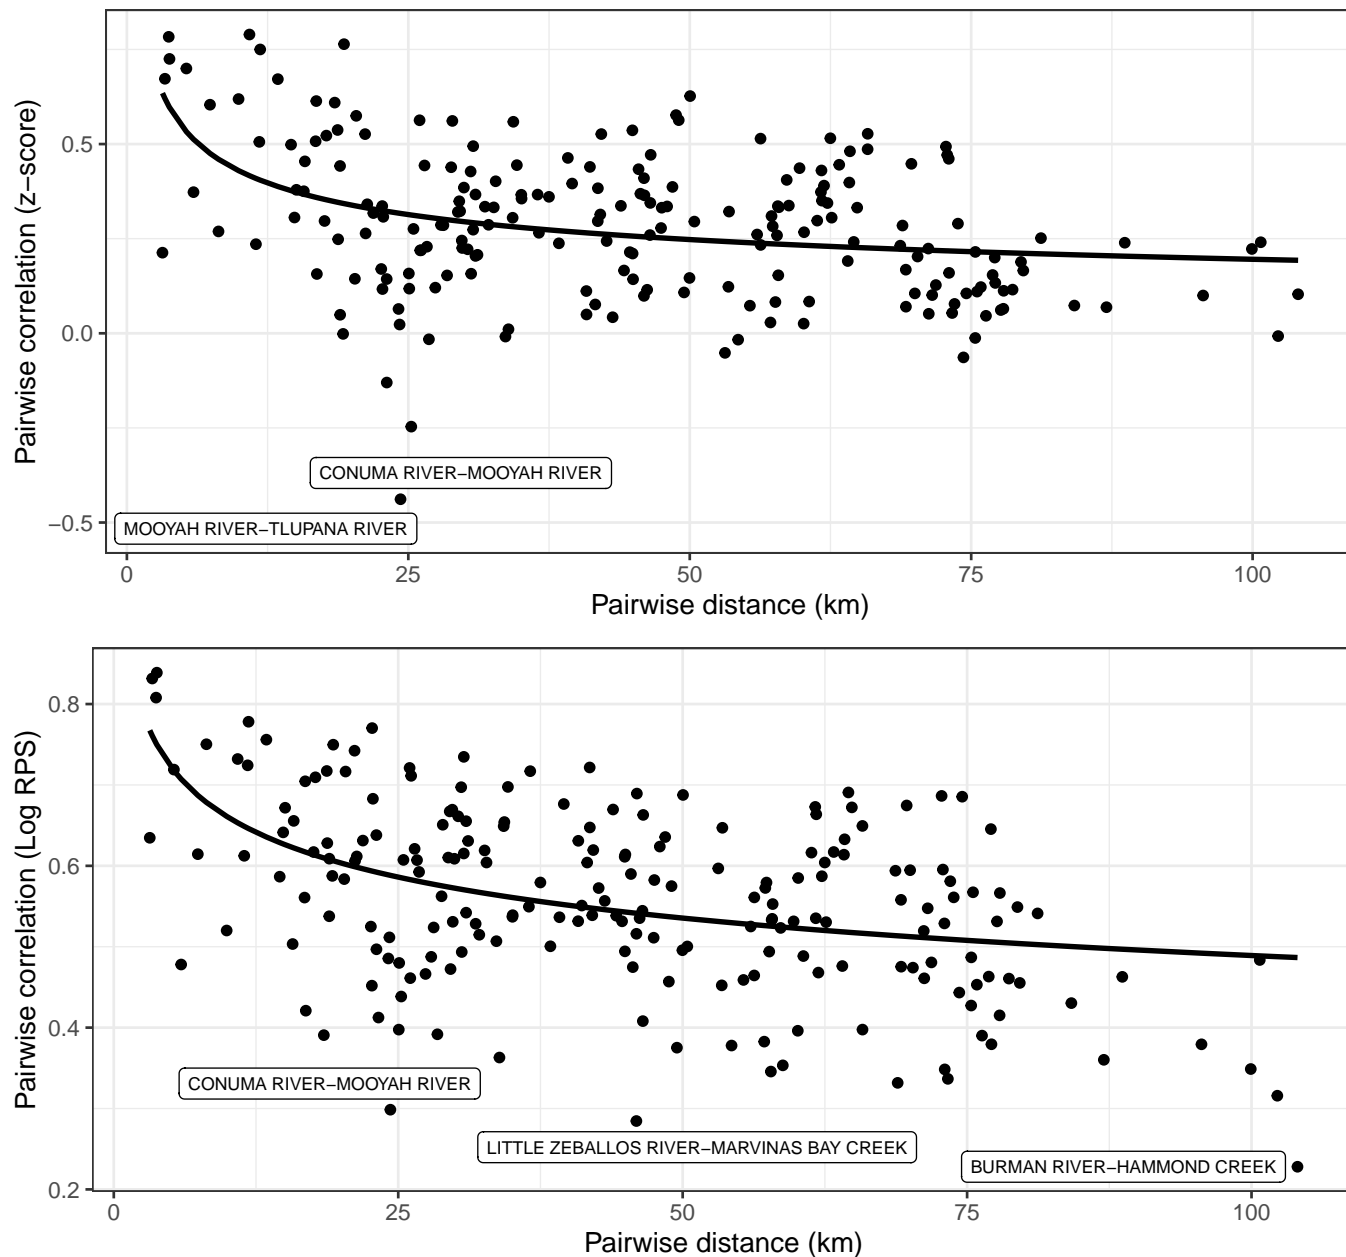 Pairwise correlation (z−score)
0.5
0.0
−0.5
CONUMA RIVER−MOOYAH RIVER
MOOYAH RIVER−TLUPANA RIVER
0 25 50 75 100
Pairwise distance (km)
Pairwise correlation (Log RPS)
0.8
0.6
0.4
0.2
CONUMA RIVER−MOOYAH RIVER
LITTLE ZEBALLOS RIVER−MARVINAS BAY CREEK
BURMAN RIVER−HAMMOND CREEK
0 25 50 75 100
Pairwise distance (km)